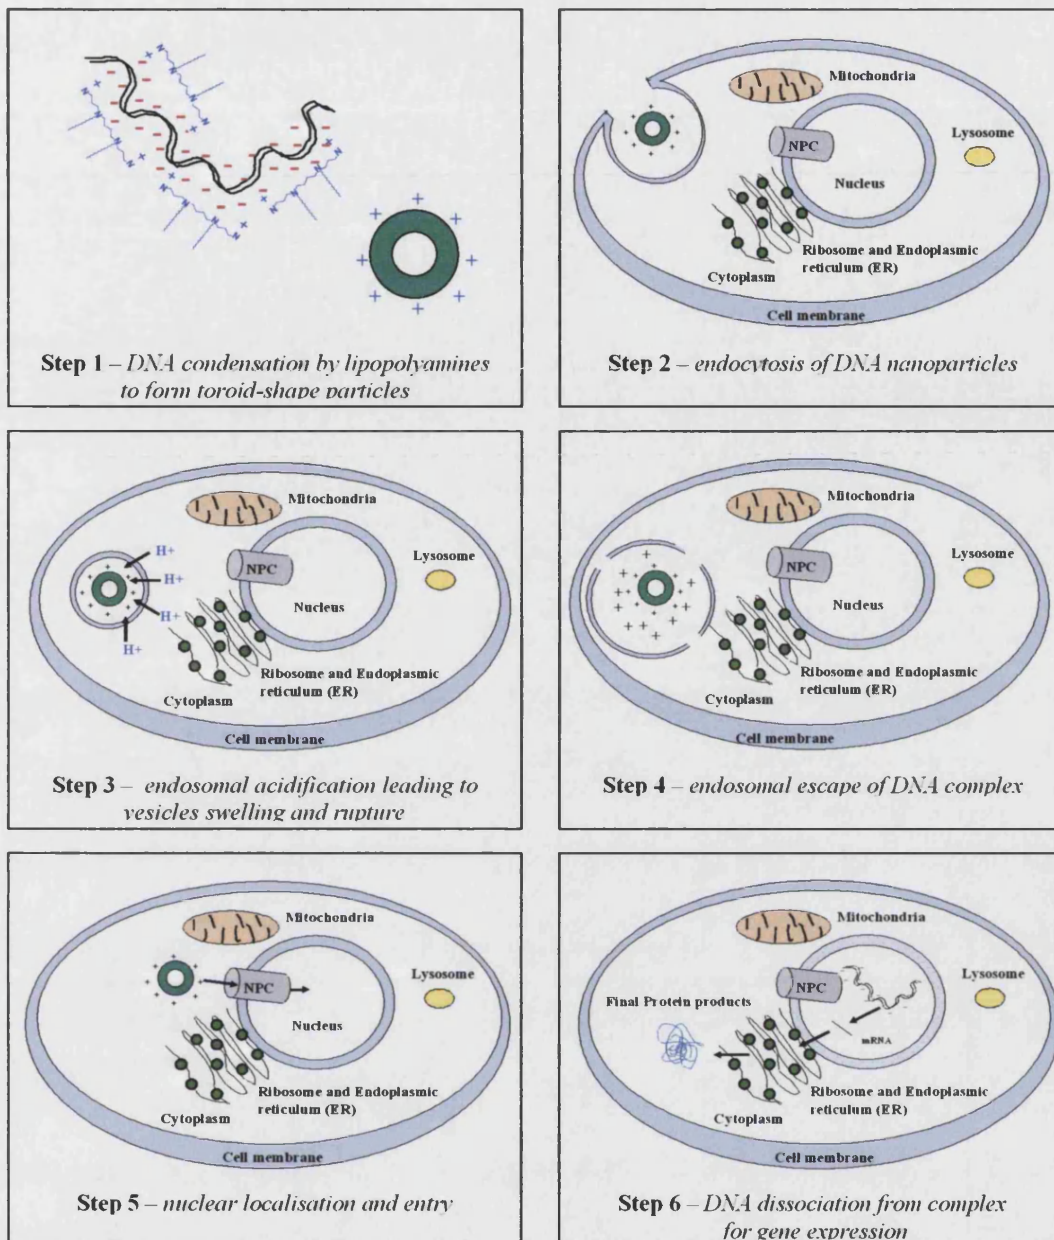 Step 1 – DNA condensation by lipopolyamines
to form toroid-shape particles
Mitochondria
Lysosome
NPC
Nucleus
Ribosome and Endoplasmic
reticulum (ER)
Cytoplasm
Cell membrane
Step 2 – endocytosis of DNA nanoparticles
Mitochondria
H+
H+
H+
H+
Lysosome
NPC
Nucleus
Ribosome and Endoplasmic
reticulum (ER)
Cytoplasm
Cell membrane
Step 3 – endosomal acidification leading to
vesicles swelling and rupture
Mitochondria
Lysosome
NPC
Nucleus
Ribosome and Endoplasmic
reticulum (ER)
Cytoplasm
Cell membrane
Step 4 – endosomal escape of DNA complex
Mitochondria
Lysosome
NPC
Nucleus
Ribosome and Endoplasmic
reticulum (ER)
Cytoplasm
Cell membrane
Step 5 – nuclear localisation and entry
Mitochondria
Lysosome
NPC
Final Protein products
mRNA
Ribosome and Endoplasmic
reticulum (ER)
Cytoplasm
Cell membrane
Step 6 – DNA dissociation from complex
for gene expression